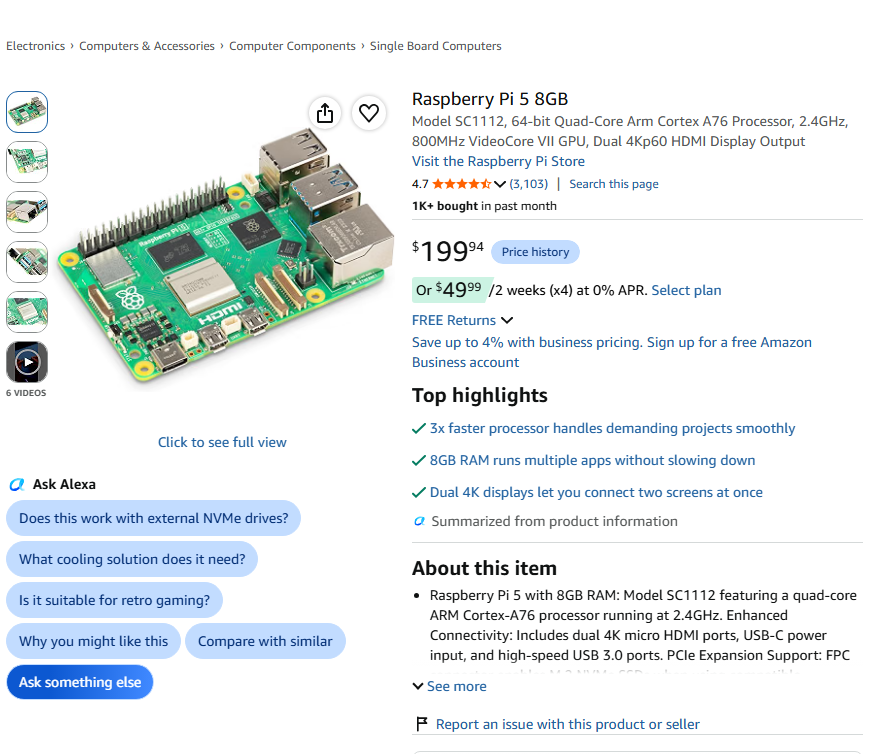 Electronics › Computers & Accessories › Computer Components › Single Board Computers
Raspberry Pi 5 8GB
Model SC1112, 64-bit Quad-Core Arm Cortex A76 Processor, 2.4GHz,
800MHz VideoCore VII GPU, Dual 4Kp60 HDMI Display Output
Visit the Raspberry Pi Store
4.7 (3,103) | Search this page
1K+ bought in past month
$199.94 Price history
Or $49.99 /2 weeks (x4) at 0% APR. Select plan
FREE Returns
Save up to 4% with business pricing. Sign up for a free Amazon
Business account
Top highlights
3x faster processor handles demanding projects smoothly
8GB RAM runs multiple apps without slowing down
Dual 4K displays let you connect two screens at once
Summarized from product information
About this item
• Raspberry Pi 5 with 8GB RAM: Model SC1112 featuring a quad-core
ARM Cortex-A76 processor running at 2.4GHz. Enhanced
Connectivity: Includes dual 4K micro HDMI ports, USB-C power
input, and high-speed USB 3.0 ports. PCIe Expansion Support: FPC
See more
Report an issue with this product or seller
Raspberry Pi 5
HDMI
6 VIDEOS
Click to see full view
Ask Alexa
Does this work with external NVMe drives?
What cooling solution does it need?
Is it suitable for retro gaming?
Why you might like this
Compare with similar
Ask something else